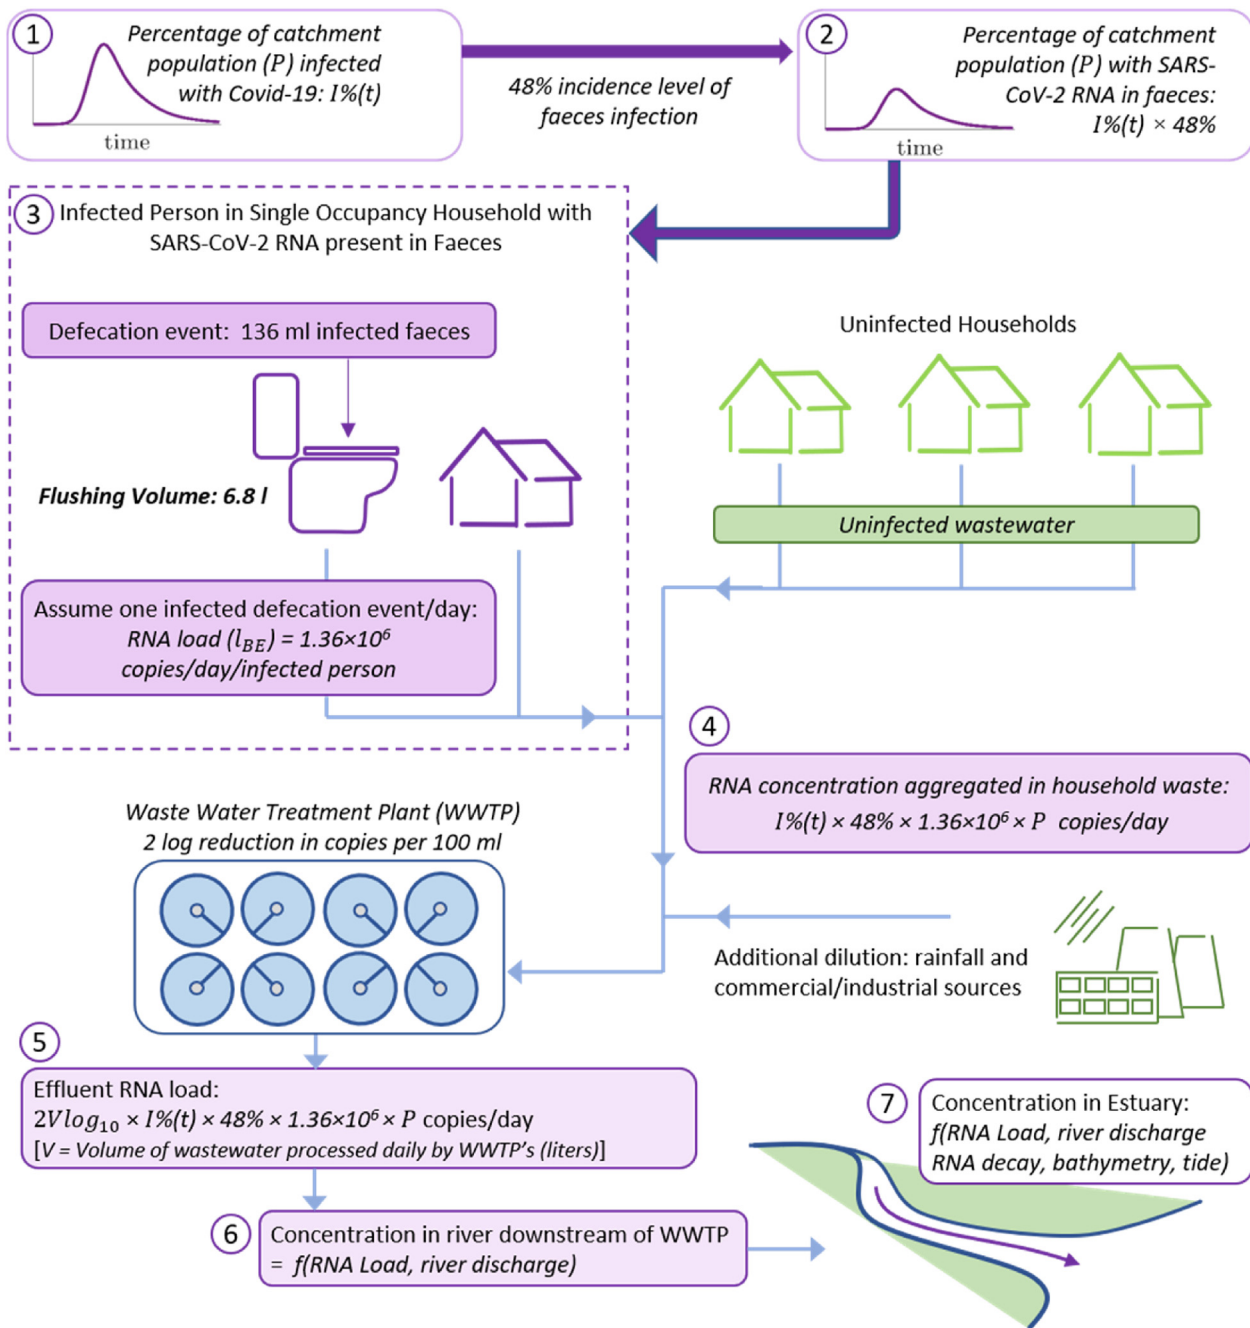 1
Percentage of catchment
population (P) infected
with Covid-19: I%(t)
time
48% incidence level of
faeces infection
2
Percentage of catchment
population (P) with SARS-
CoV-2 RNA in faeces:
I%(t) × 48%
time
3
Infected Person in Single Occupancy Household with
SARS-CoV-2 RNA present in Faeces
Defecation event: 136 ml infected faeces
Flushing Volume: 6.8 l
Assume one infected defecation event/day:
RNA load (l_BE) = 1.36×10⁶
copies/day/infected person
Uninfected Households
Uninfected wastewater
4
RNA concentration aggregated in household waste:
I%(t) × 48% × 1.36×10⁶ × P copies/day
Waste Water Treatment Plant (WWTP)
2 log reduction in copies per 100 ml
Additional dilution: rainfall and
commercial/industrial sources
5
Effluent RNA load:
2Vlog₁₀ × I%(t) × 48% × 1.36×10⁶ × P copies/day
[V = Volume of wastewater processed daily by WWTP's (liters)]
6
Concentration in river downstream of WWTP
= f(RNA Load, river discharge)
7
Concentration in Estuary:
f(RNA Load, river discharge
RNA decay, bathymetry, tide)